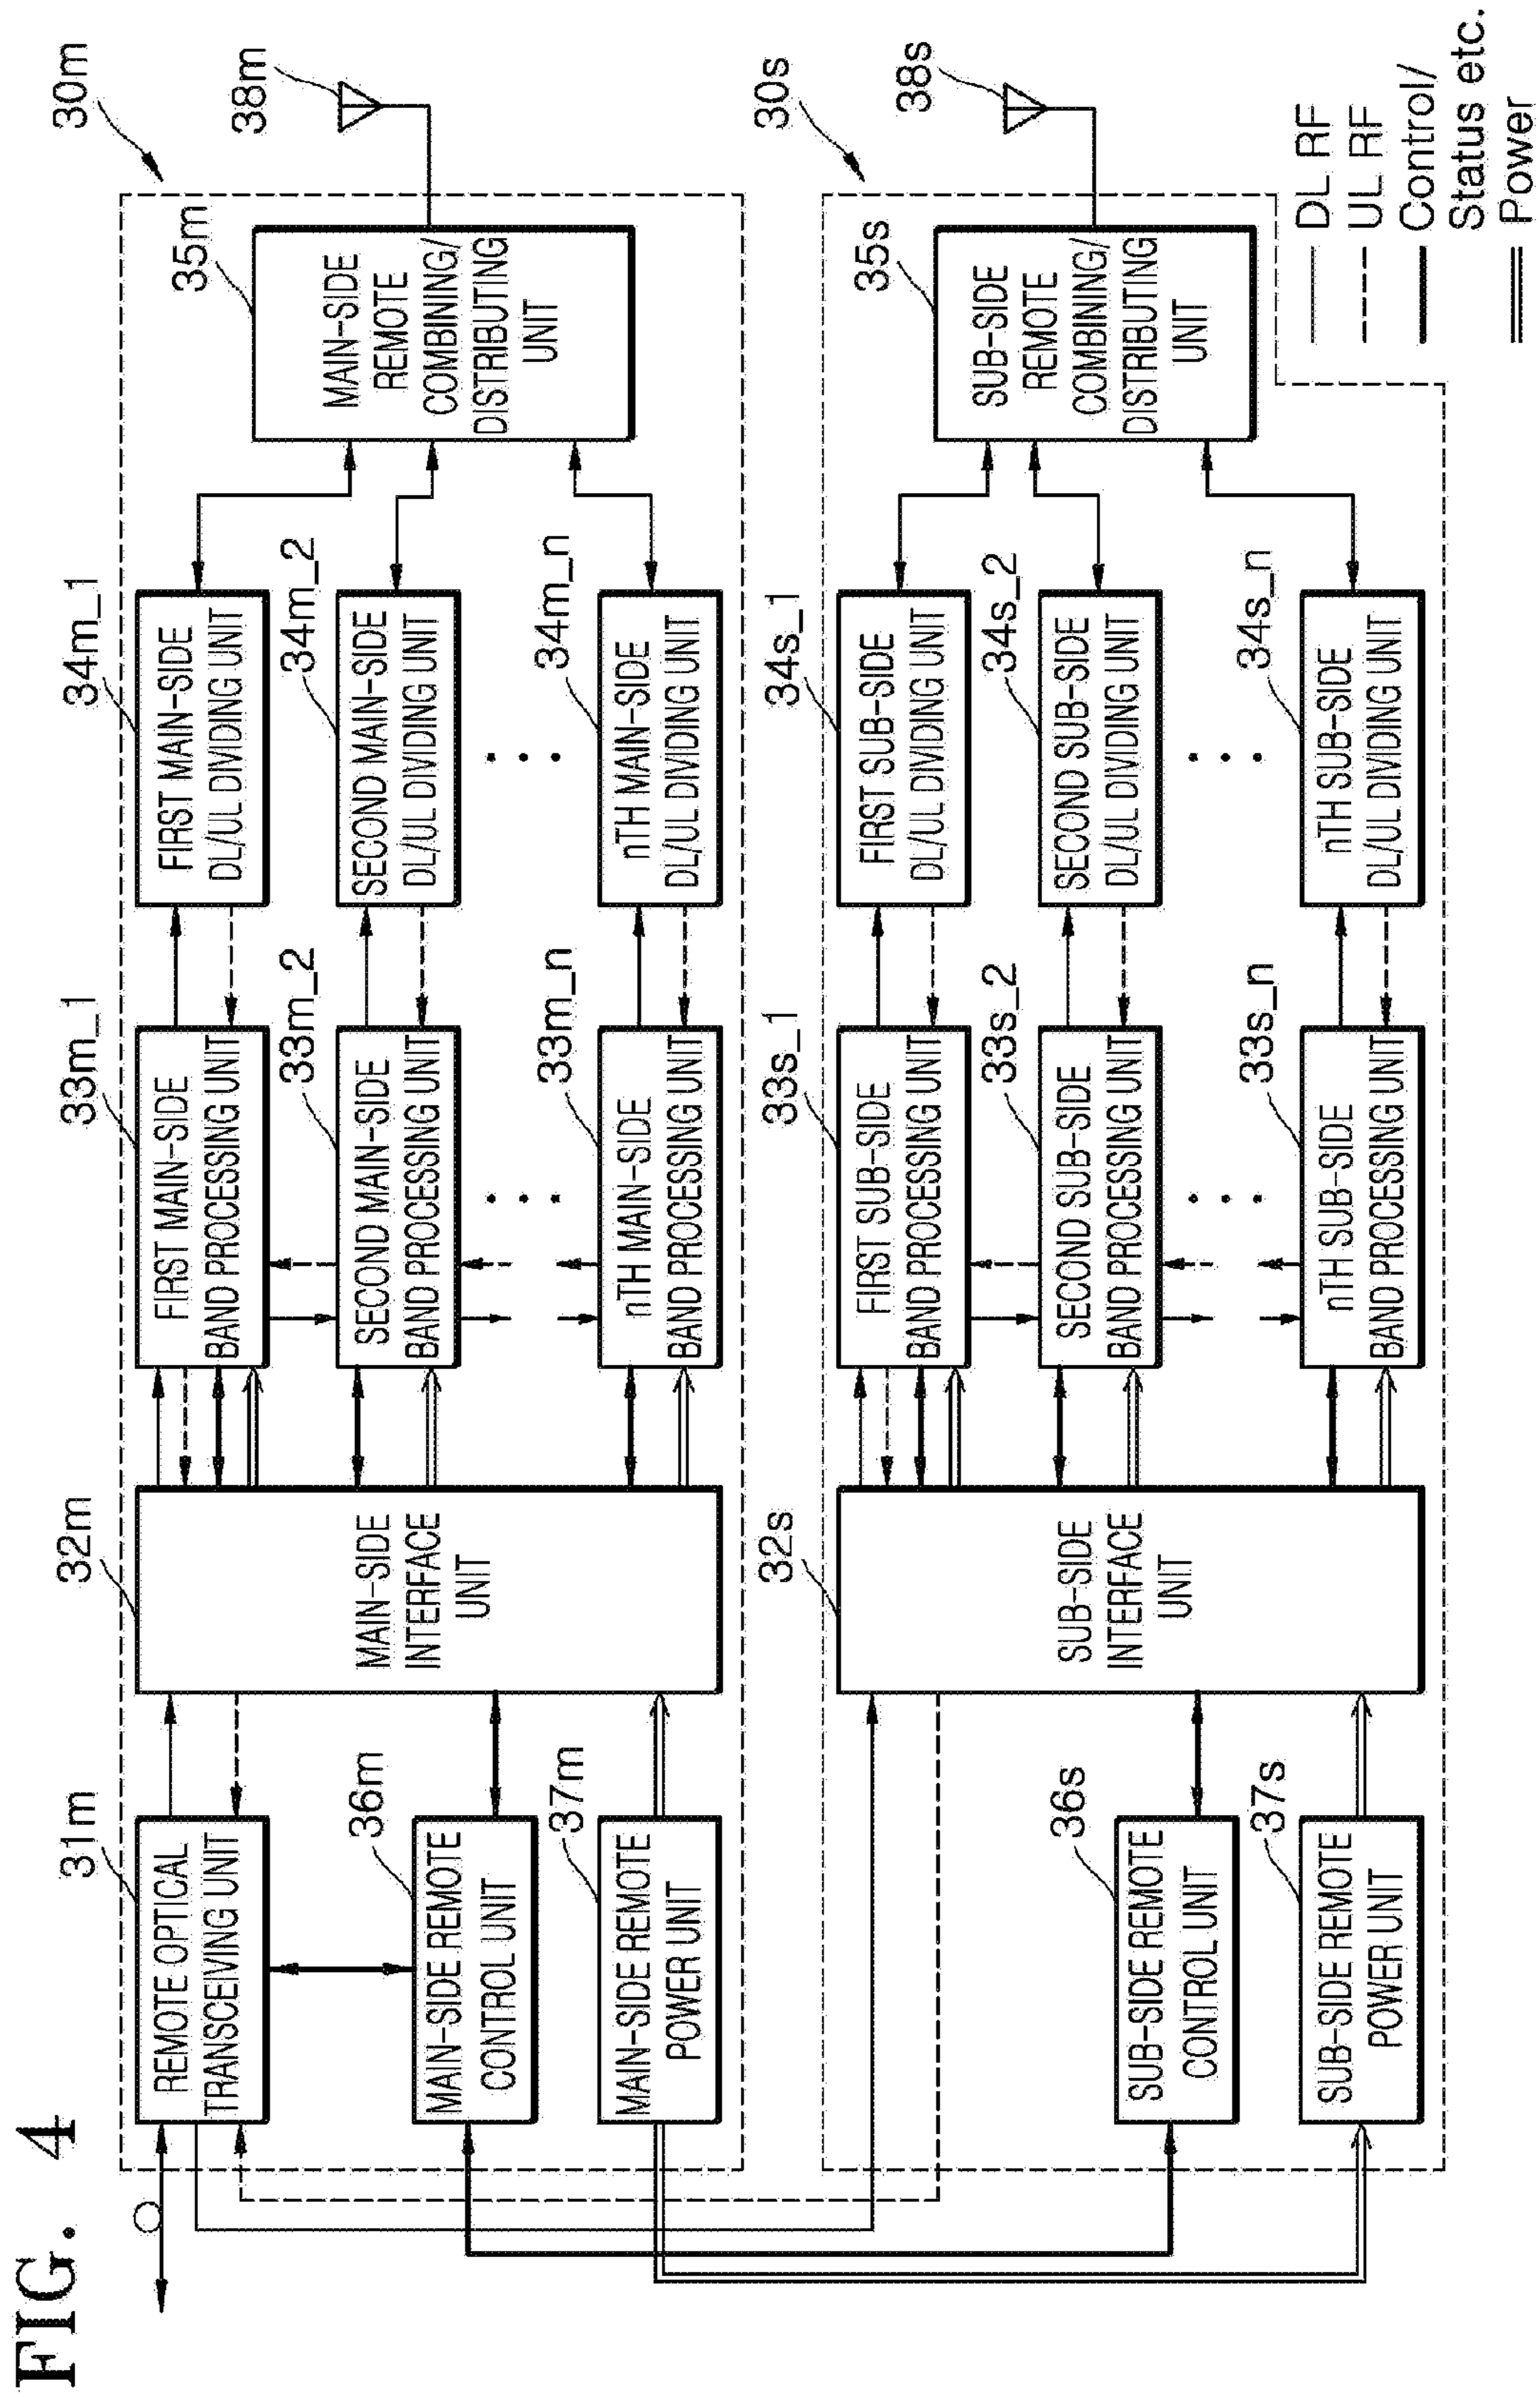 FIG. 4
30m
31m
REMOTE OPTICAL
TRANSCEIVING UNIT
36m
MAIN-SIDE REMOTE
CONTROL UNIT
37m
MAIN-SIDE REMOTE
POWER UNIT
32m
MAIN-SIDE
INTERFACE
UNIT
33m_1
FIRST MAIN-SIDE
BAND PROCESSING UNIT
33m_2
SECOND MAIN-SIDE
BAND PROCESSING UNIT
33m_n
nTH MAIN-SIDE
BAND PROCESSING UNIT
34m_1
FIRST MAIN-SIDE
DL/UL DIVIDING UNIT
34m_2
SECOND MAIN-SIDE
DL/UL DIVIDING UNIT
34m_n
nTH MAIN-SIDE
DL/UL DIVIDING UNIT
35m
MAIN-SIDE
REMOTE
COMBINING/
DISTRIBUTING
UNIT
38m
30s
36s
SUB-SIDE REMOTE
CONTROL UNIT
37s
SUB-SIDE REMOTE
POWER UNIT
32s
SUB-SIDE
INTERFACE
UNIT
33s_1
FIRST SUB-SIDE
BAND PROCESSING UNIT
33s_2
SECOND SUB-SIDE
BAND PROCESSING UNIT
33s_n
nTH SUB-SIDE
BAND PROCESSING UNIT
34s_1
FIRST SUB-SIDE
DL/UL DIVIDING UNIT
34s_2
SECOND SUB-SIDE
DL/UL DIVIDING UNIT
34s_n
nTH SUB-SIDE
DL/UL DIVIDING UNIT
35s
SUB-SIDE
REMOTE
COMBINING/
DISTRIBUTING
UNIT
38s
DL RF
UL RF
Control/
Status etc.
Power